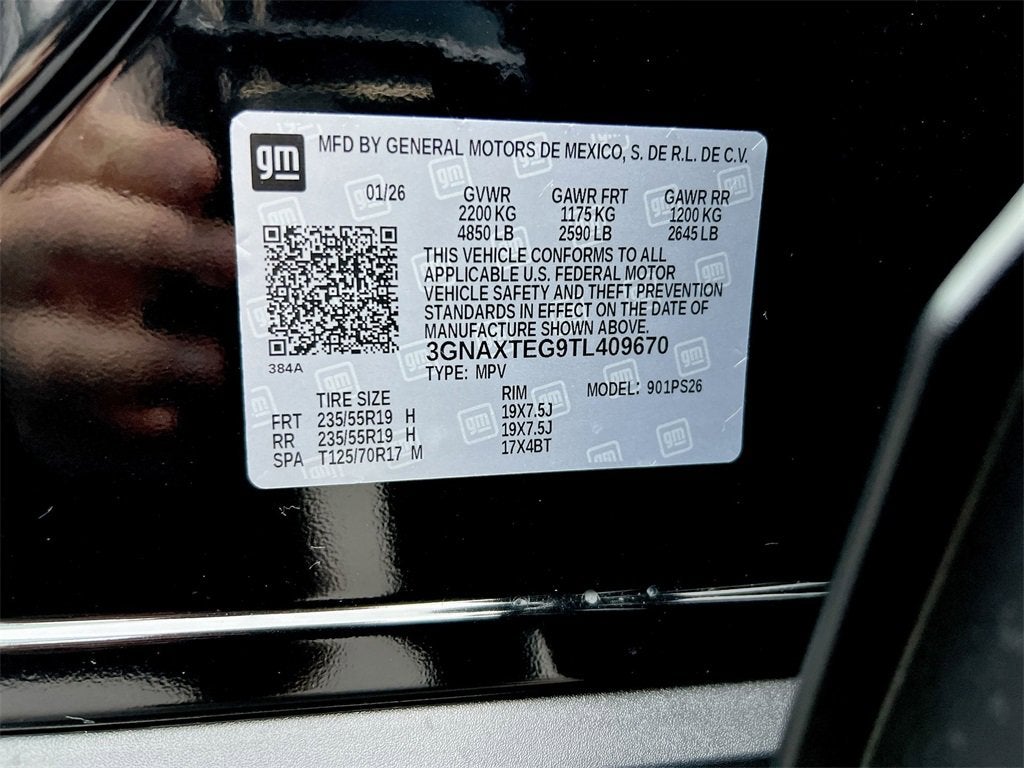 gm MFD BY GENERAL MOTORS DE MEXICO, S. DE R.L. DE C.V.
01/26 GVWR GAWR FRT GAWR RR
2200 KG 1175 KG 1200 KG
4850 LB 2590 LB 2645 LB
THIS VEHICLE CONFORMS TO ALL
APPLICABLE U.S. FEDERAL MOTOR
VEHICLE SAFETY AND THEFT PREVENTION
STANDARDS IN EFFECT ON THE DATE OF
MANUFACTURE SHOWN ABOVE.
3GNAXTEG9TL409670
384A TYPE: MPV
TIRE SIZE RIM MODEL: 901PS26
FRT 235/55R19 H 19X7.5J
RR 235/55R19 H 19X7.5J
SPA T125/70R17 M 17X4BT